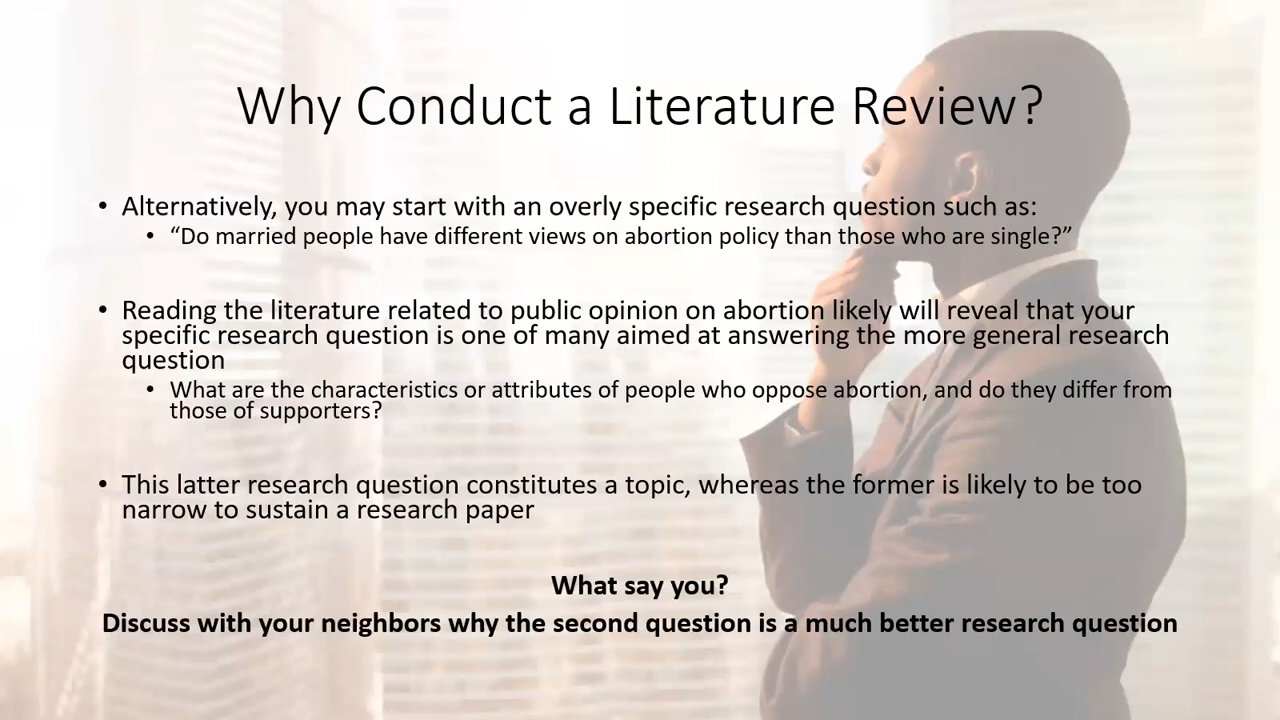 Why Conduct a Literature Review?
• Alternatively, you may start with an overly specific research question such as:
• “Do married people have different views on abortion policy than those who are single?”
• Reading the literature related to public opinion on abortion likely will reveal that your
specific research question is one of many aimed at answering the more general research
question
• What are the characteristics or attributes of people who oppose abortion, and do they differ from
those of supporters?
• This latter research question constitutes a topic, whereas the former is likely to be too
narrow to sustain a research paper
What say you?
Discuss with your neighbors why the second question is a much better research question